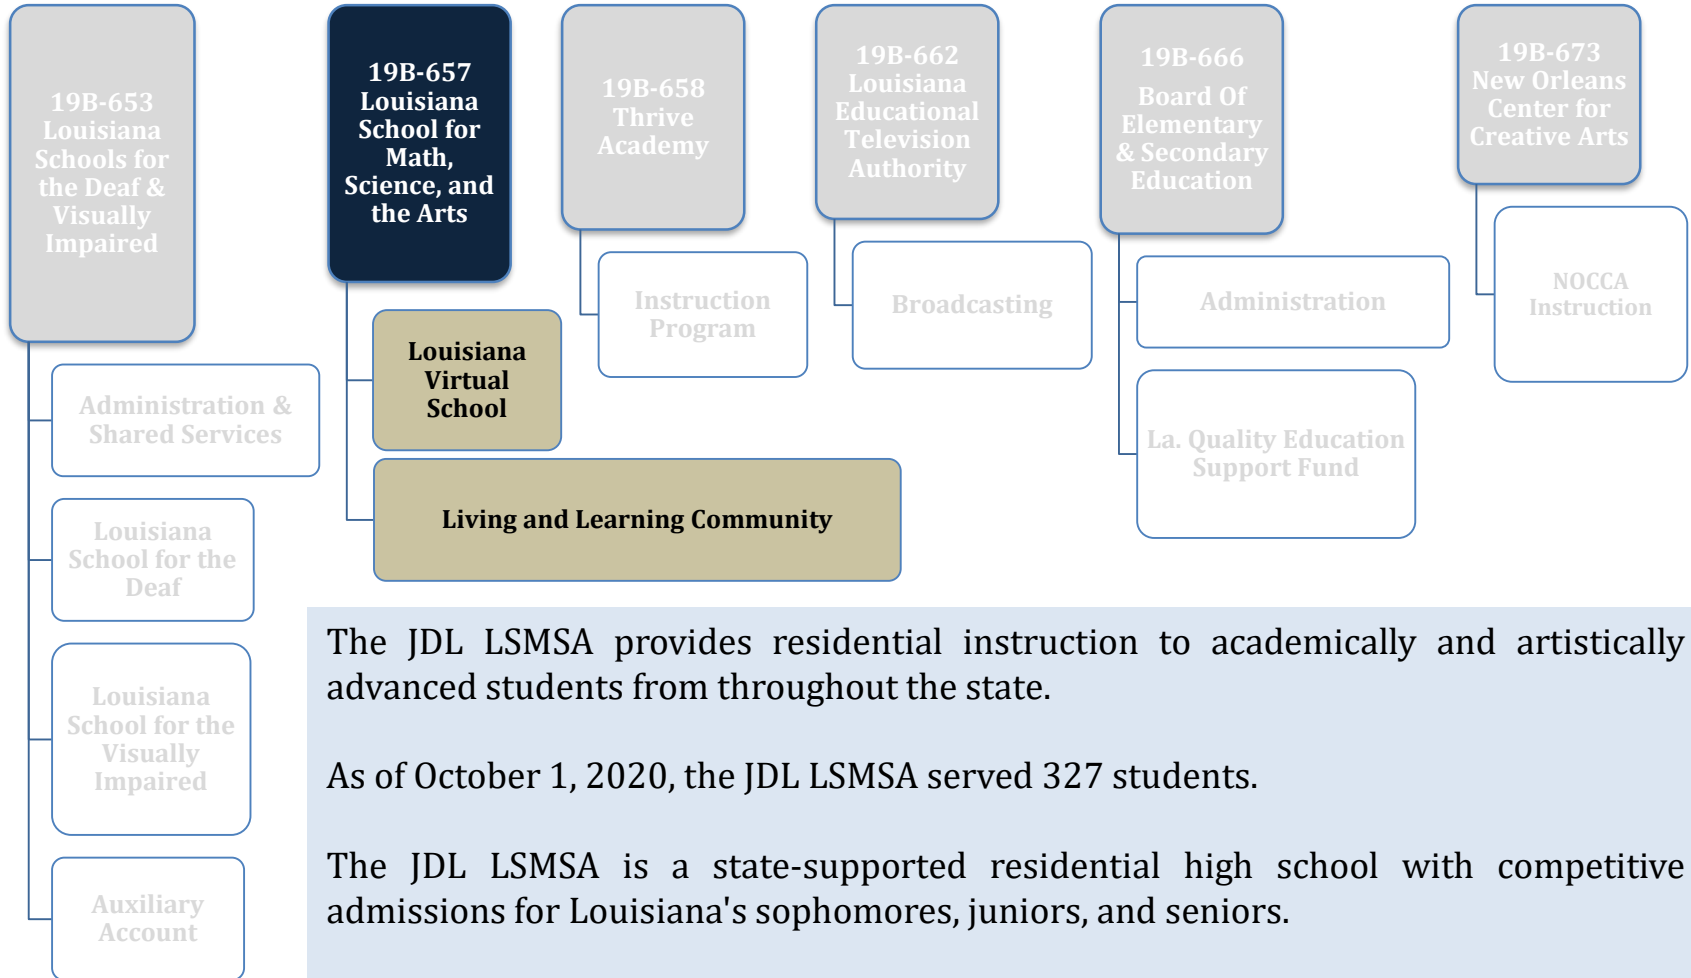 19B-653
Louisiana
Schools for
the Deaf &
Visually
Impaired
Administration &
Shared Services
Louisiana
School for the
Deaf
Louisiana
School for the
Visually
Impaired
Auxiliary
Account
19B-657
Louisiana
School for
Math,
Science, and
the Arts
Louisiana
Virtual
School
Living and Learning Community
19B-658
Thrive
Academy
Instruction
Program
19B-662
Louisiana
Educational
Television
Authority
Broadcasting
19B-666
Board Of
Elementary
& Secondary
Education
Administration
La. Quality Education
Support Fund
19B-673
New Orleans
Center for
Creative Arts
NOCCA
Instruction
The JDL LSMSA provides residential instruction to academically and artistically
advanced students from throughout the state.
As of October 1, 2020, the JDL LSMSA served 327 students.
The JDL LSMSA is a state-supported residential high school with competitive
admissions for Louisiana's sophomores, juniors, and seniors.